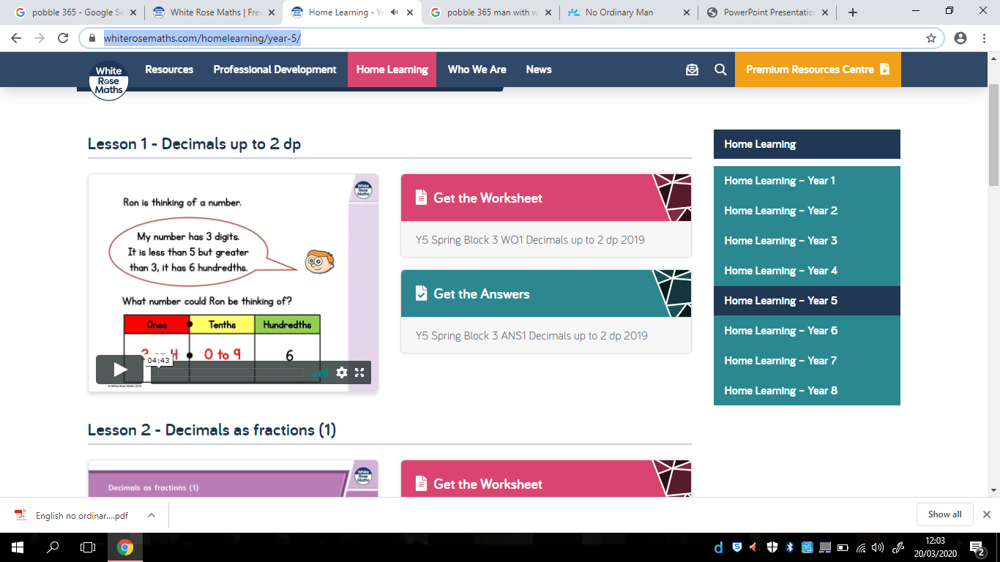 pobble 365 - Google Se
White Rose Maths | Fre
Home Learning - Ye
pobble 365 man with w
No Ordinary Man
PowerPoint Presentatio
whiterosemaths.com/homelearning/year-5/
White Rose Maths
Resources
Professional Development
Home Learning
Who We Are
News
Premium Resources Centre
Lesson 1 - Decimals up to 2 dp
White Rose Maths
Ron is thinking of a number.
My number has 3 digits.
It is less than 5 but greater
than 3, it has 6 hundredths.
What number could Ron be thinking of?
Ones Tenths Hundredths
4 0 to 9 6
04:43
© White Rose Maths 2019
Get the Worksheet
Y5 Spring Block 3 WO1 Decimals up to 2 dp 2019
Get the Answers
Y5 Spring Block 3 ANS1 Decimals up to 2 dp 2019
Home Learning
Home Learning – Year 1
Home Learning – Year 2
Home Learning – Year 3
Home Learning – Year 4
Home Learning – Year 5
Home Learning – Year 6
Home Learning – Year 7
Home Learning – Year 8
Lesson 2 - Decimals as fractions (1)
Decimals as fractions (1)
White Rose Maths
Get the Worksheet
English no ordinar....pdf
Show all
12:03
20/03/2020
2